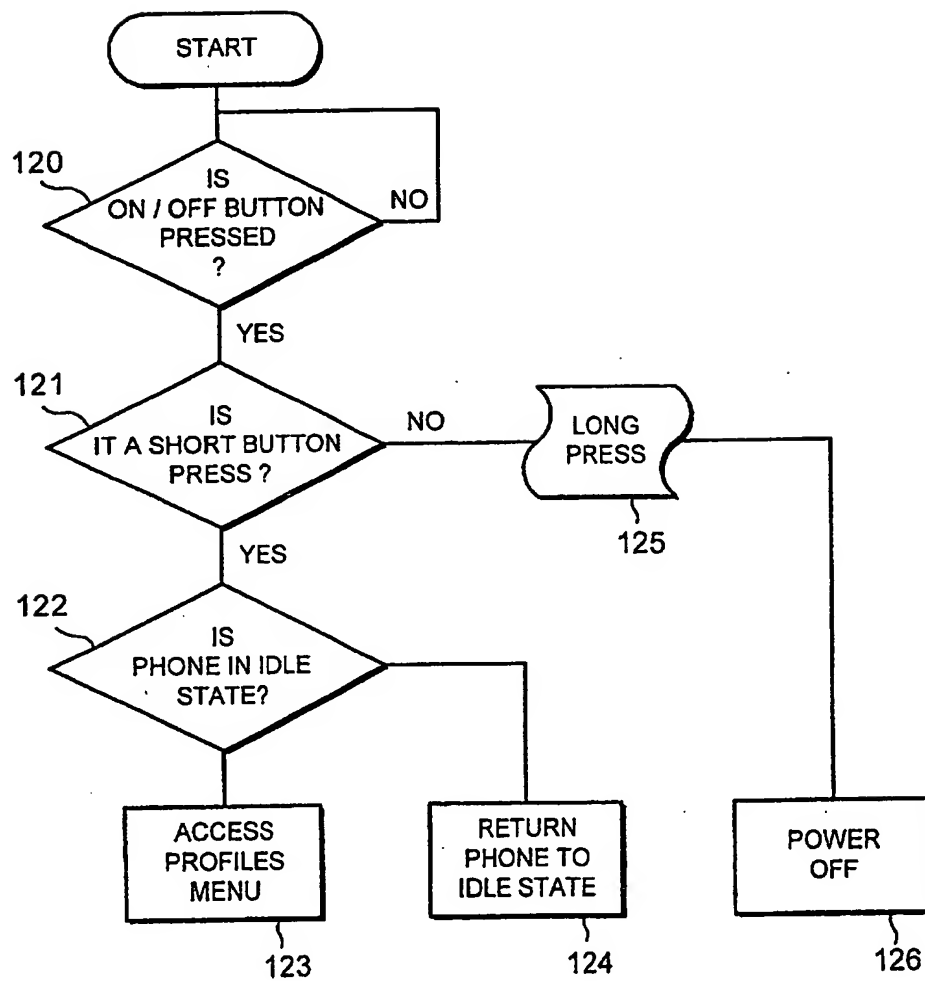 START
120
IS
ON / OFF BUTTON
PRESSED
?
NO
YES
121
IS
IT A SHORT BUTTON
PRESS ?
NO
LONG
PRESS
125
YES
122
IS
PHONE IN IDLE
STATE?
ACCESS
PROFILES
MENU
123
RETURN
PHONE TO
IDLE STATE
124
POWER
OFF
126